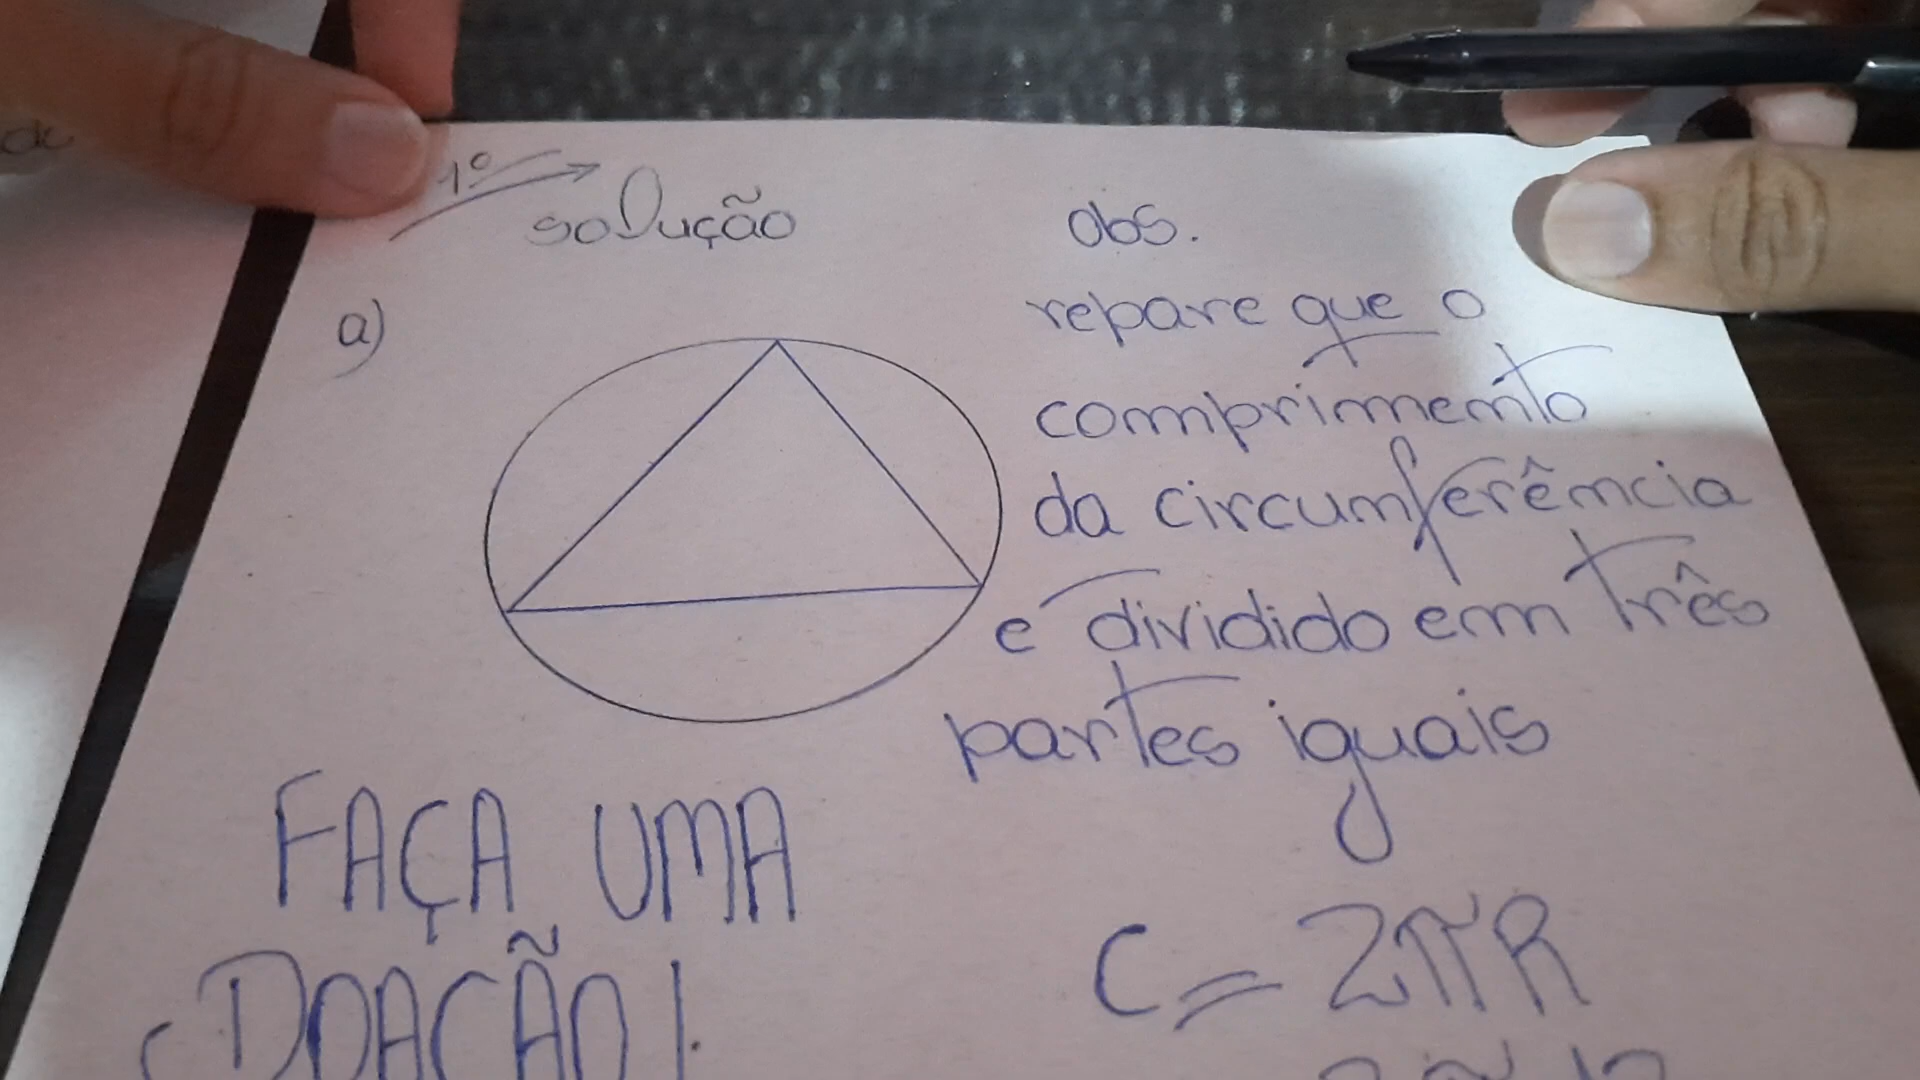 1º
solução
a)
obs.
repare que o
comprimento
da circumferência
e dividido em três
partes iguais
C = 2πR
FAÇA UMA
DOAÇÃO!